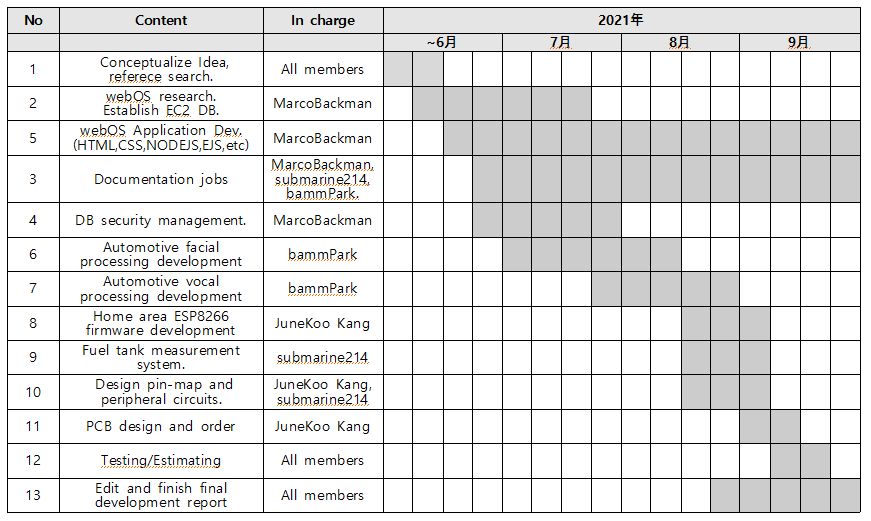 No Content In charge 2021年
~6月 7月 8月 9月
1 Conceptualize Idea, All members
referece search.
2 webOS research. MarcoBackman
Establish EC2 DB.
5 webOS Application Dev. MarcoBackman
(HTML,CSS,NODEJS,EJS,etc)
3 Documentation jobs MarcoBackman,
submarine214,
bammPark.
4 DB security management. MarcoBackman
6 Automotive facial bammPark
processing development
7 Automotive vocal bammPark
processing development
8 Home area ESP8266 JuneKoo Kang
firmware development
9 Fuel tank measurement submarine214
system.
10 Design pin-map and JuneKoo Kang,
peripheral circuits. submarine214
11 PCB design and order JuneKoo Kang
12 Testing/Estimating All members
13 Edit and finish final All members
development report